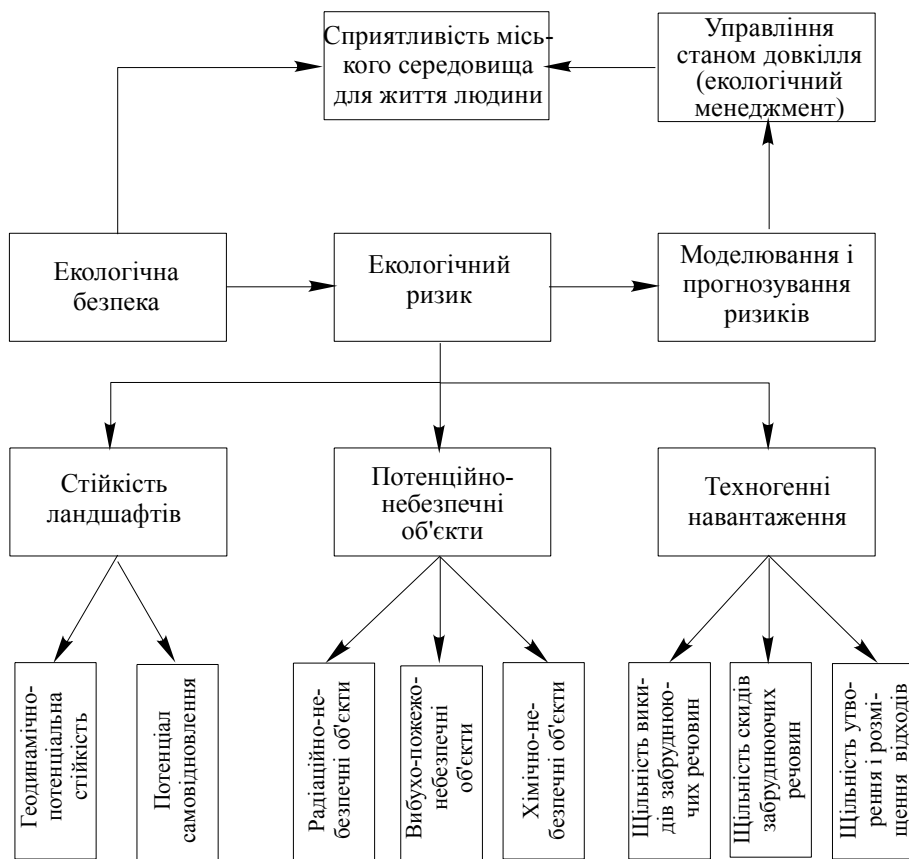 Сприятливість місь-
кого середовища
для життя людини
Управління
станом довкілля
(екологічний
менеджмент)
Екологічна
безпека
Екологічний
ризик
Моделювання і
прогнозування
ризиків
Стійкість
ландшафтів
Потенційно-
небезпечні
об'єкти
Техногенні
навантаження
Геодинамічно-
потенціальна
стійкість
Потенціал
самовідновлення
Радіаційно-не-
безпечні об'єкти
Вибухо-пожежо-
небезпечні
об'єкти
Хімічно-не-
безпечні об'єкти
Щільність вики-
дів забруднюю-
чих речовин
Щільність скидів
забруднюючих
речовин
Щільність утво-
рення і розмі-
щення відходів